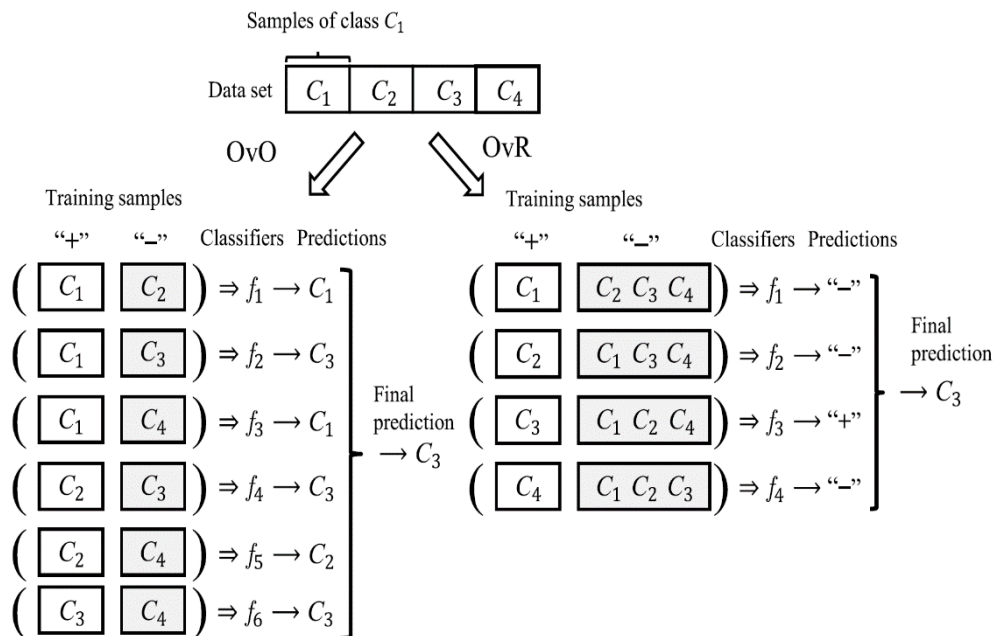 Samples of class C₁
Data set C₁ C₂ C₃ C₄
OvO OvR
Training samples
“+” “–” Classifiers Predictions
( C₁ C₂ ) ⇒ f₁ → C₁
( C₁ C₃ ) ⇒ f₂ → C₃
( C₁ C₄ ) ⇒ f₃ → C₁
( C₂ C₃ ) ⇒ f₄ → C₃
( C₂ C₄ ) ⇒ f₅ → C₂
( C₃ C₄ ) ⇒ f₆ → C₃
Final
prediction
→ C₃
Training samples
“+” “–” Classifiers Predictions
( C₁ C₂ C₃ C₄ ) ⇒ f₁ → “–”
( C₂ C₁ C₃ C₄ ) ⇒ f₂ → “–”
( C₃ C₁ C₂ C₄ ) ⇒ f₃ → “+”
( C₄ C₁ C₂ C₃ ) ⇒ f₄ → “–”
Final
prediction
→ C₃